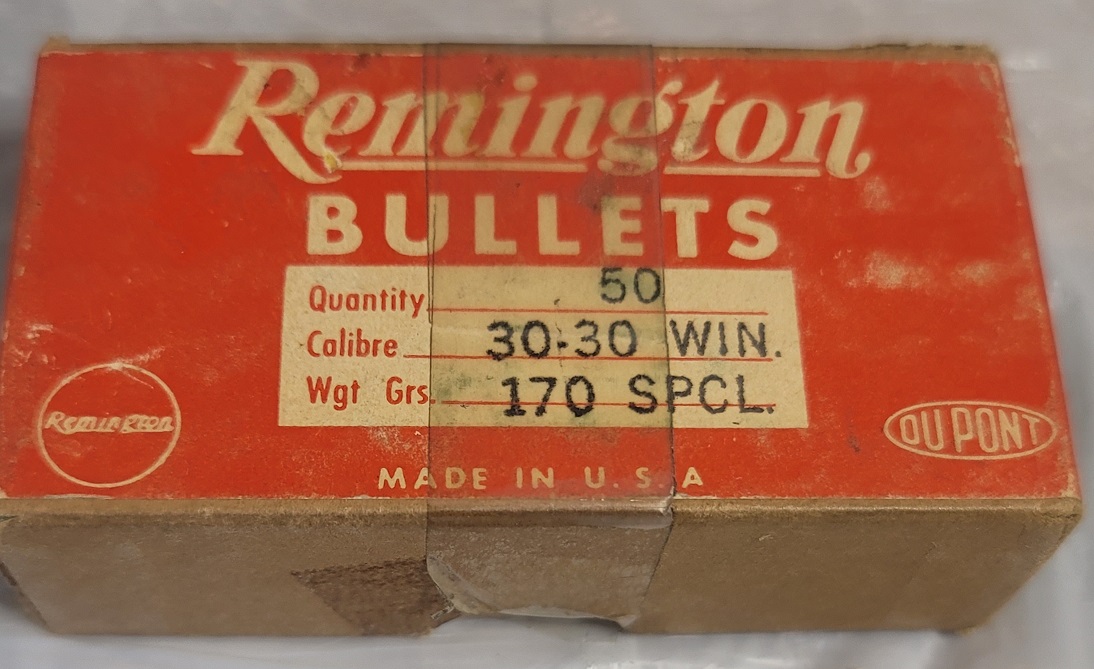 Remington
BULLETS
Quantity 50
Calibre 30-30 WIN.
Wgt Grs. 170 SPCL.
Remington
DU PONT
MADE IN U.S.A